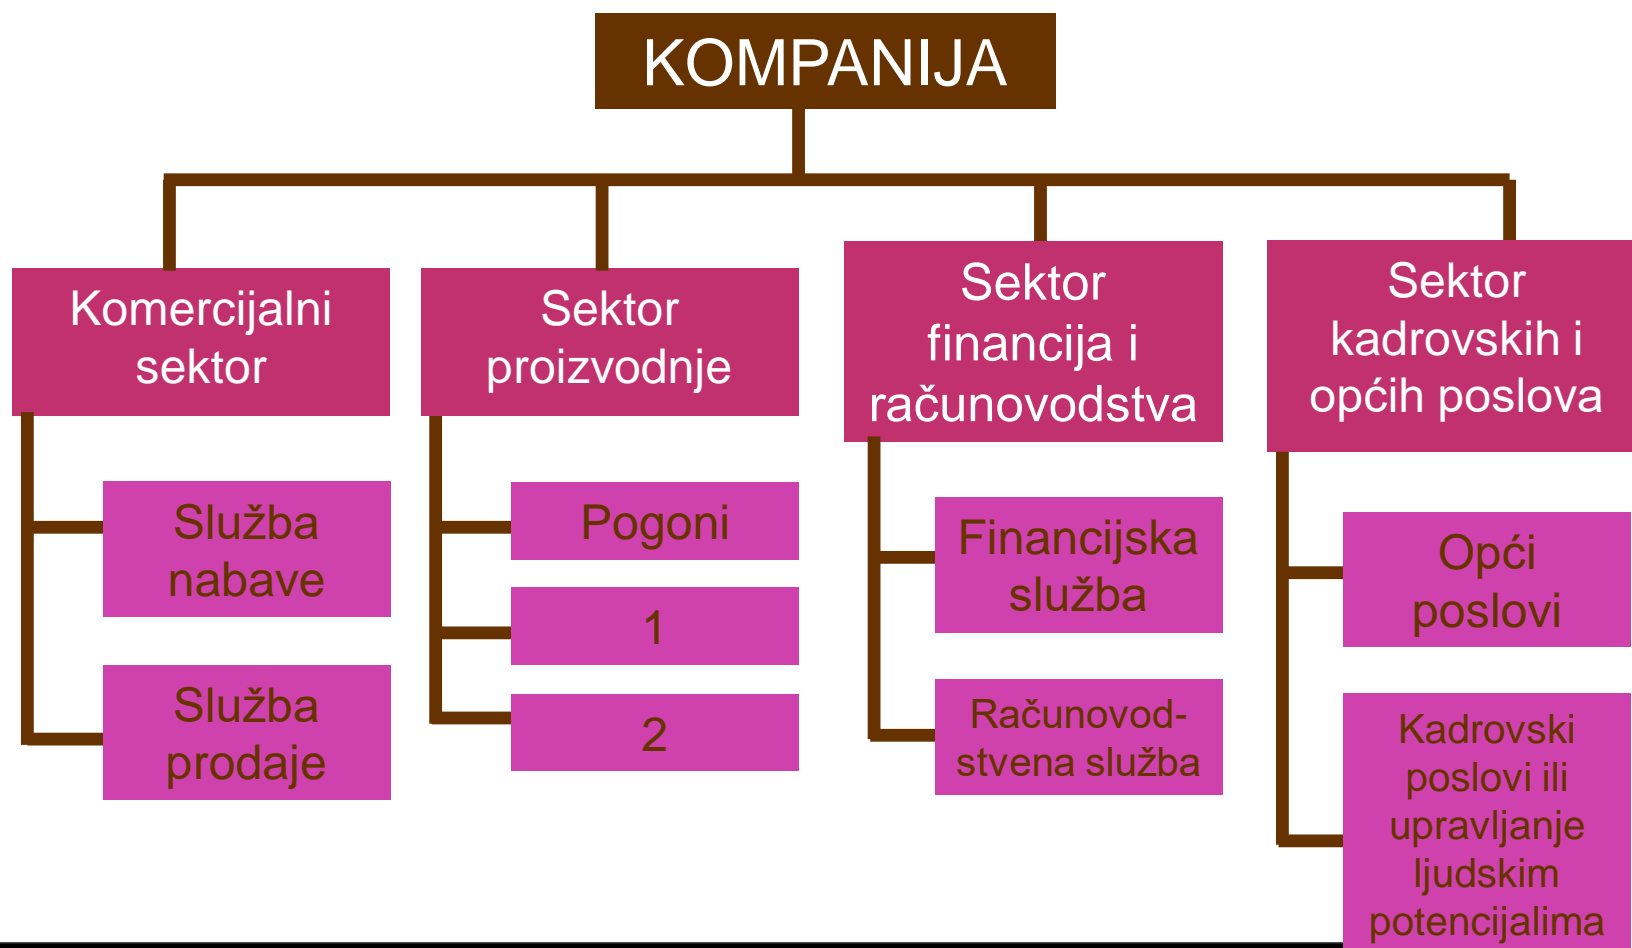 KOMPANIJA
Komercijalni
sektor
Služba
nabave
Služba
prodaje
Sektor
proizvodnje
Pogoni
1
2
Sektor
financija i
računovodstva
Financijska
služba
Računovod-
stvena služba
Sektor
kadrovskih i
općih poslova
Opći
poslovi
Kadrovski
poslovi ili
upravljanje
ljudskim
potencijalima